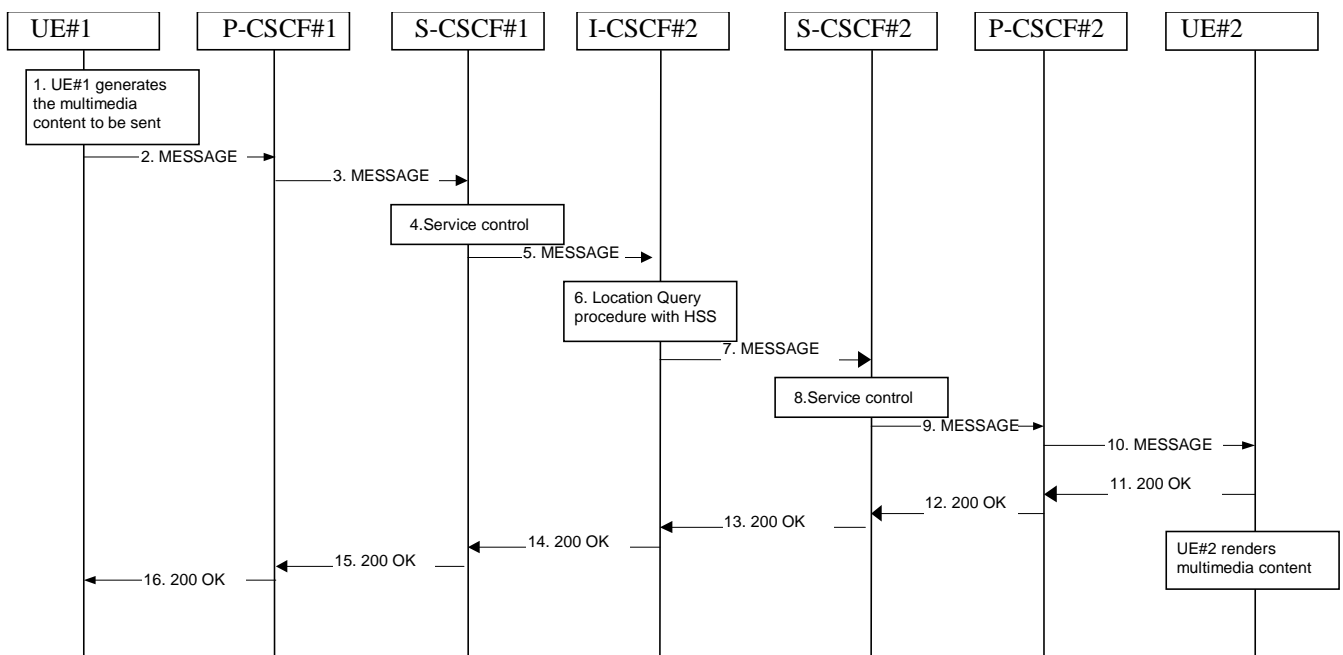 UE#1
P-CSCF#1
S-CSCF#1
I-CSCF#2
S-CSCF#2
P-CSCF#2
UE#2
1. UE#1 generates
the multimedia
content to be sent
2. MESSAGE
3. MESSAGE
4.Service control
5. MESSAGE
6. Location Query
procedure with HSS
7. MESSAGE
8.Service control
9. MESSAGE
10. MESSAGE
11. 200 OK
12. 200 OK
13. 200 OK
14. 200 OK
15. 200 OK
16. 200 OK
UE#2 renders
multimedia content